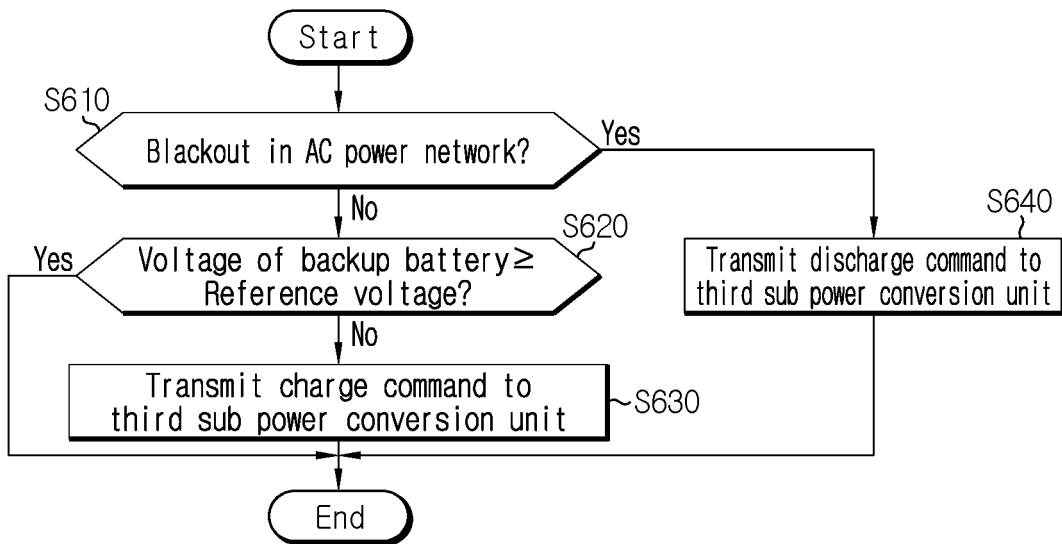 Start
S610
Blackout in AC power network?
Yes
No
S620
S640
Yes
Voltage of backup battery≥
Reference voltage?
Transmit discharge command to
third sub power conversion unit
No
Transmit charge command to
third sub power conversion unit
S630
End